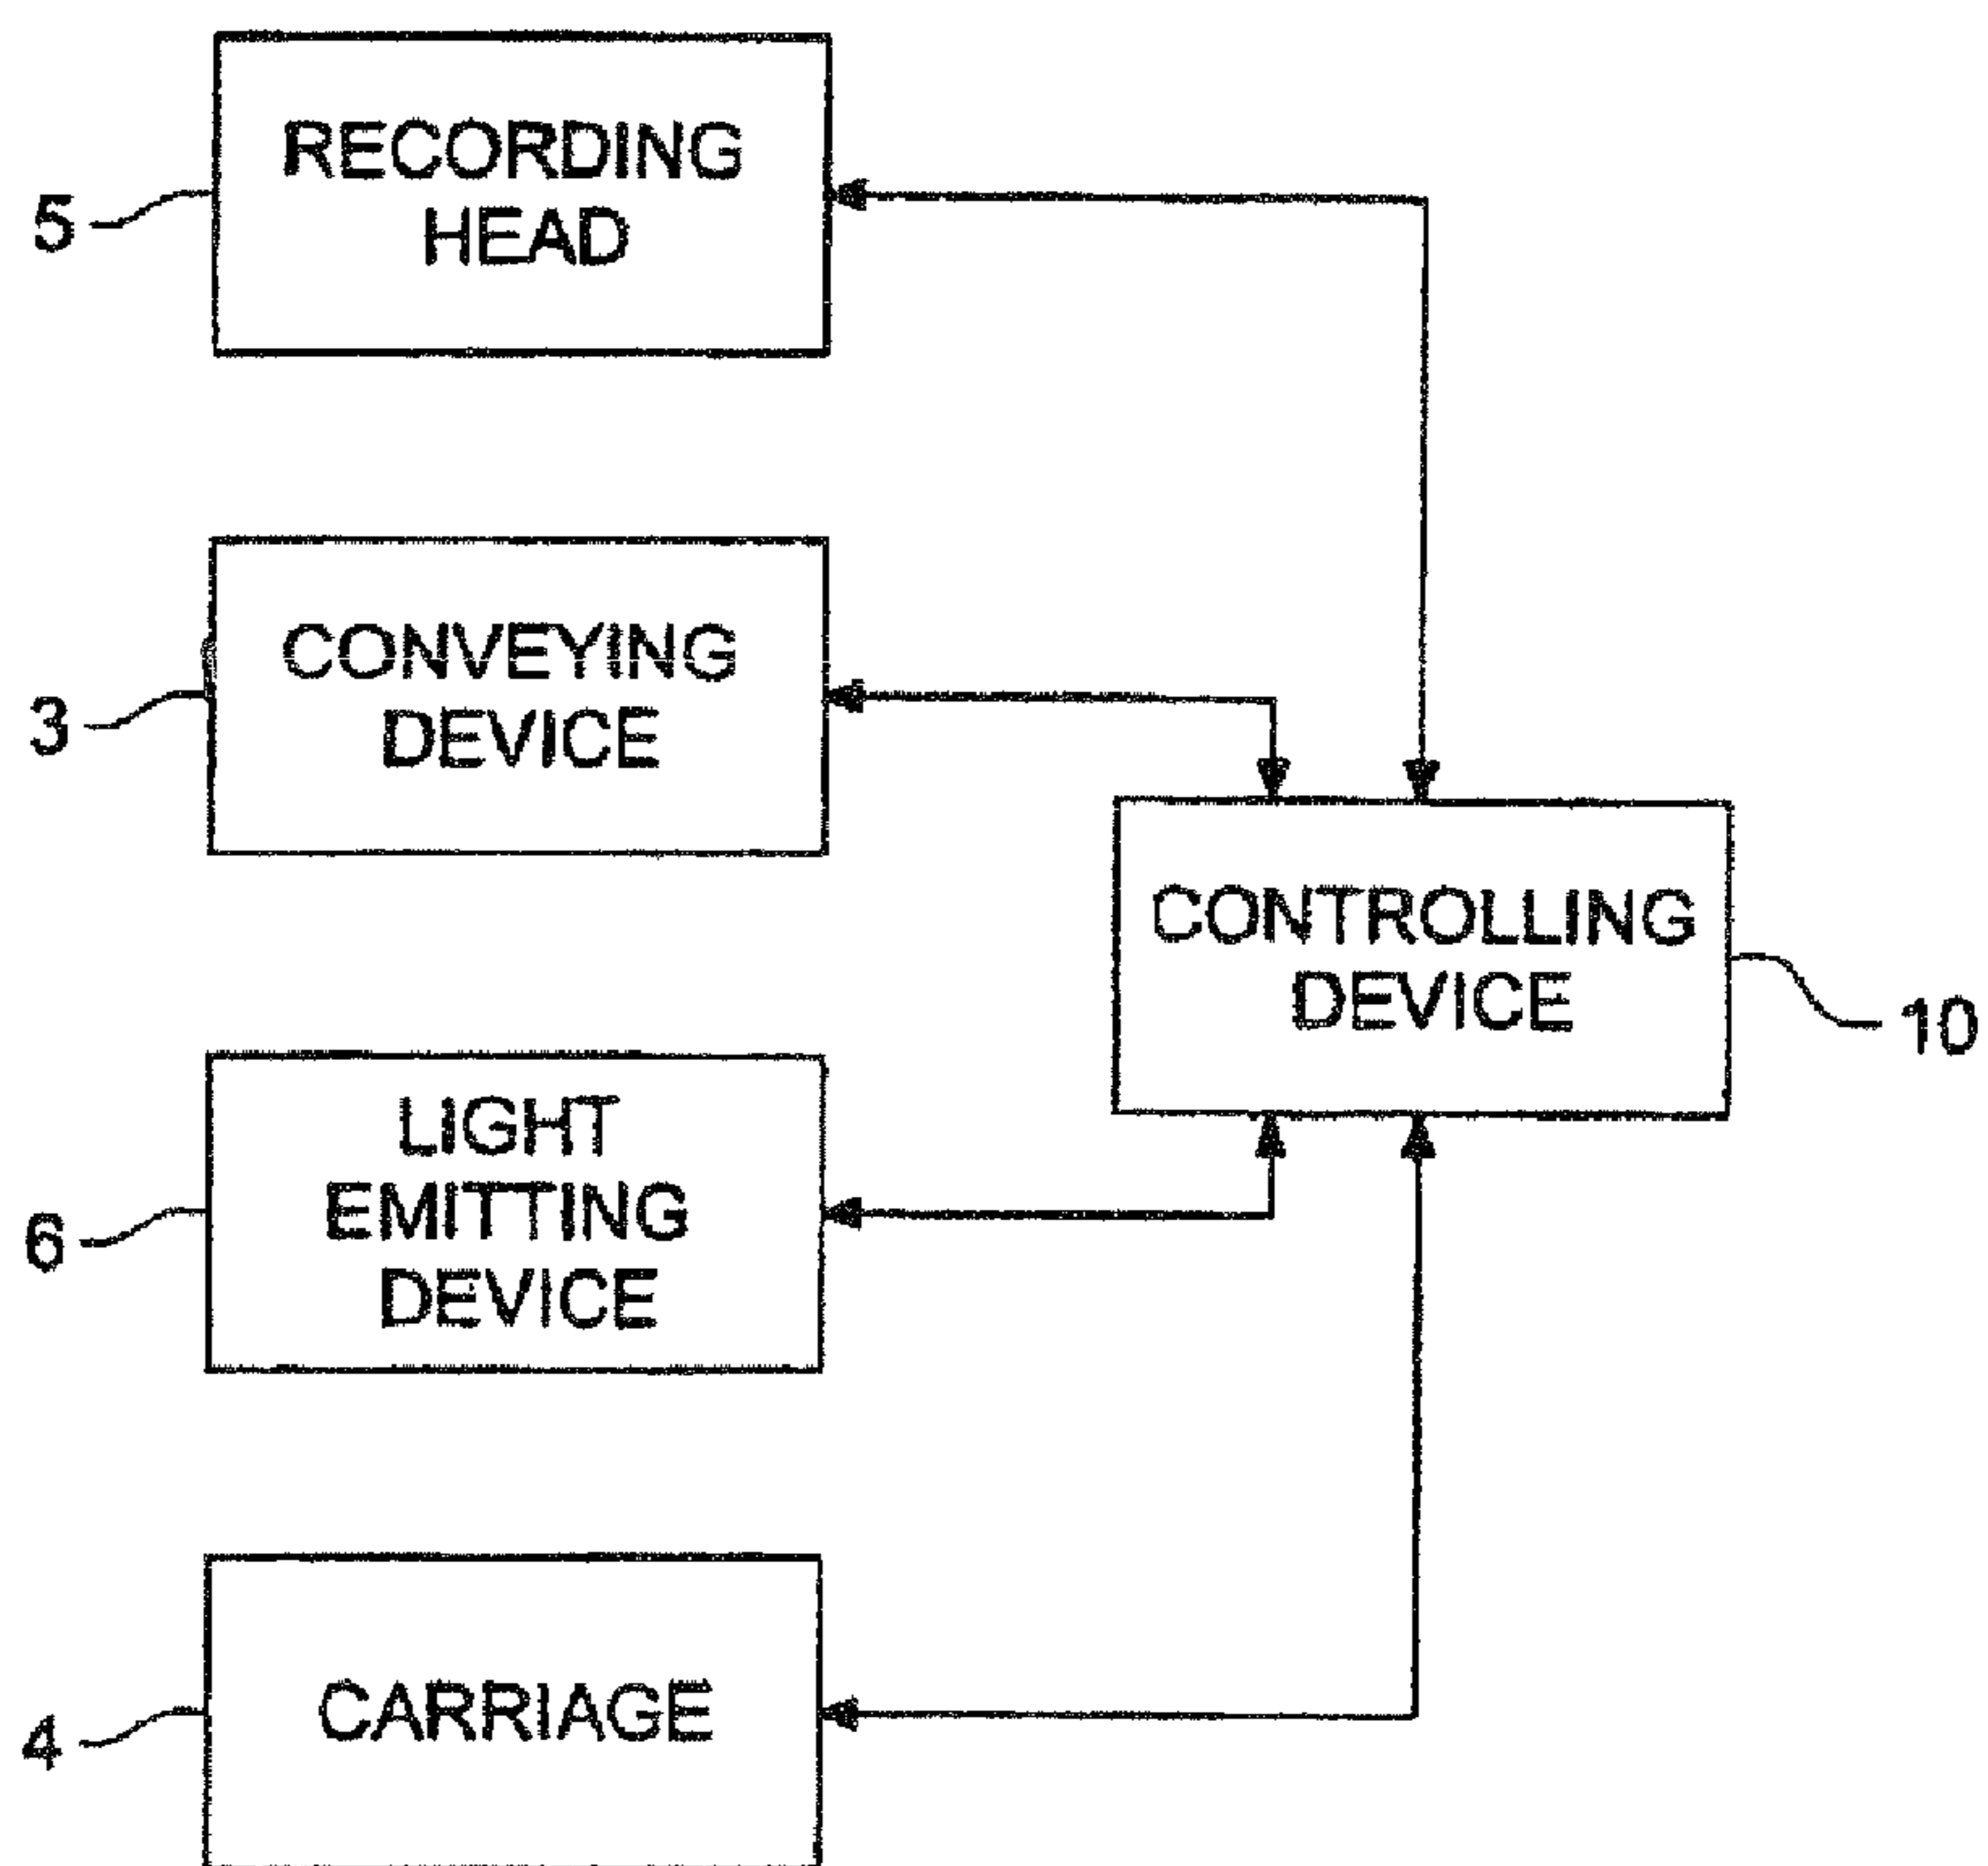 RECORDING
HEAD
5
CONVEYING
DEVICE
3
CONTROLLING
DEVICE
10
LIGHT
EMITTING
DEVICE
6
CARRIAGE
4